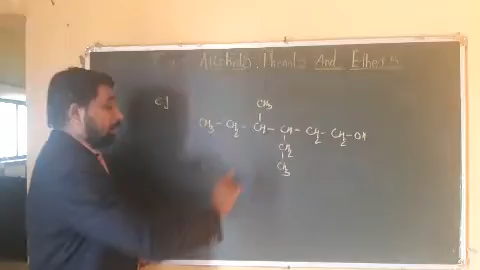 Alcohols, Phenols And Ethers
CH3
CH3 - CH2 - CH - CH - CH2 - CH2 - OH
CH2
CH3